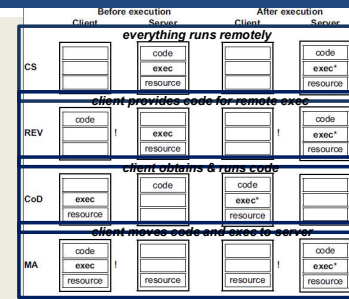 Before execution After execution
Client Server Client Server
everything runs remotely
code code
CS exec exec*
resource resource
client provides code for remote exec
code code
REV ! exec ! exec*
resource resource
client obtains & runs code
code code
CoD exec exec*
resource resource
client moves code and exec to server
code code
MA exec ! ! exec*
resource resource resource resource